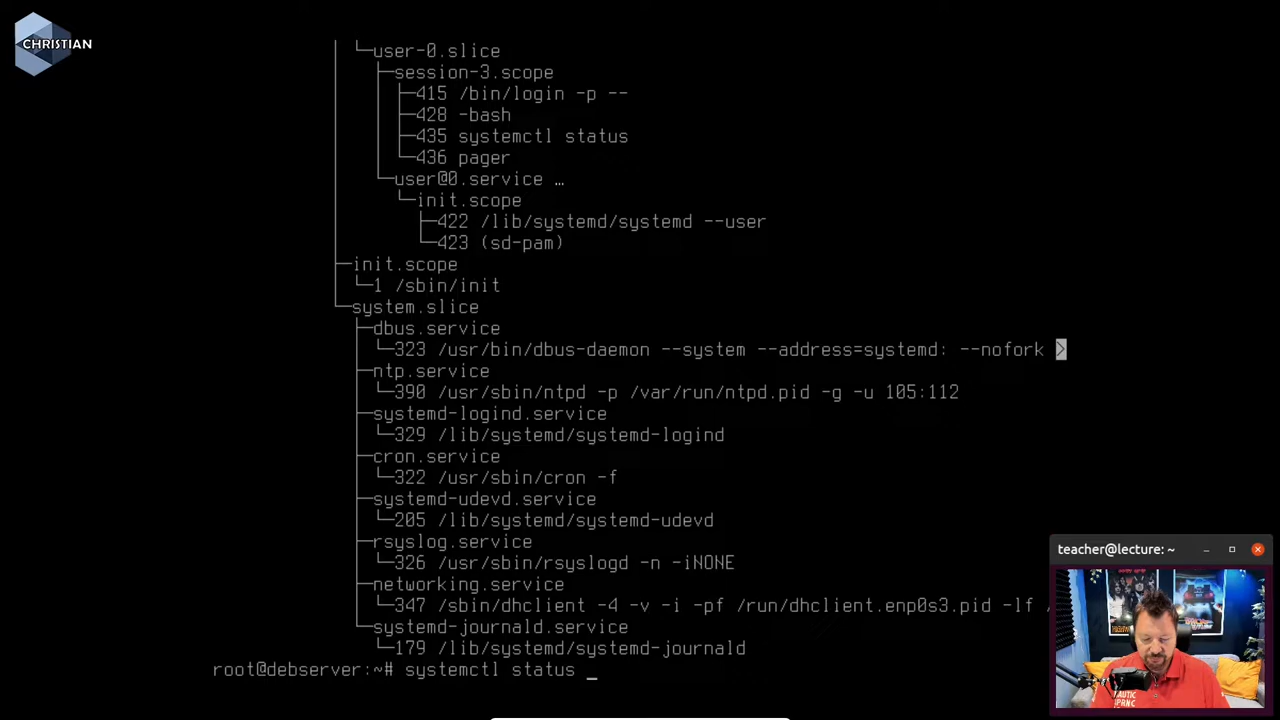 CHRISTIAN
│ └─user-0.slice
│ ├─session-3.scope
│ │ ├─415 /bin/login -p --
│ │ ├─428 -bash
│ │ ├─435 systemctl status
│ │ └─436 pager
│ └─user@0.service …
│ └─init.scope
│ ├─422 /lib/systemd/systemd --user
│ └─423 (sd-pam)
├─init.scope
│ └─1 /sbin/init
└─system.slice
├─dbus.service
│ └─323 /usr/bin/dbus-daemon --system --address=systemd: --nofork >
├─ntp.service
│ └─390 /usr/sbin/ntpd -p /var/run/ntpd.pid -g -u 105:112
├─systemd-logind.service
│ └─329 /lib/systemd/systemd-logind
├─cron.service
│ └─322 /usr/sbin/cron -f
├─systemd-udevd.service
│ └─205 /lib/systemd/systemd-udevd
├─rsyslog.service
│ └─326 /usr/sbin/rsyslogd -n -iNONE
├─networking.service
│ └─347 /sbin/dhclient -4 -v -i -pf /run/dhclient.enp0s3.pid -lf /
└─systemd-journald.service
└─179 /lib/systemd/systemd-journald
root@debserver:~# systemctl status _
teacher@lecture: ~